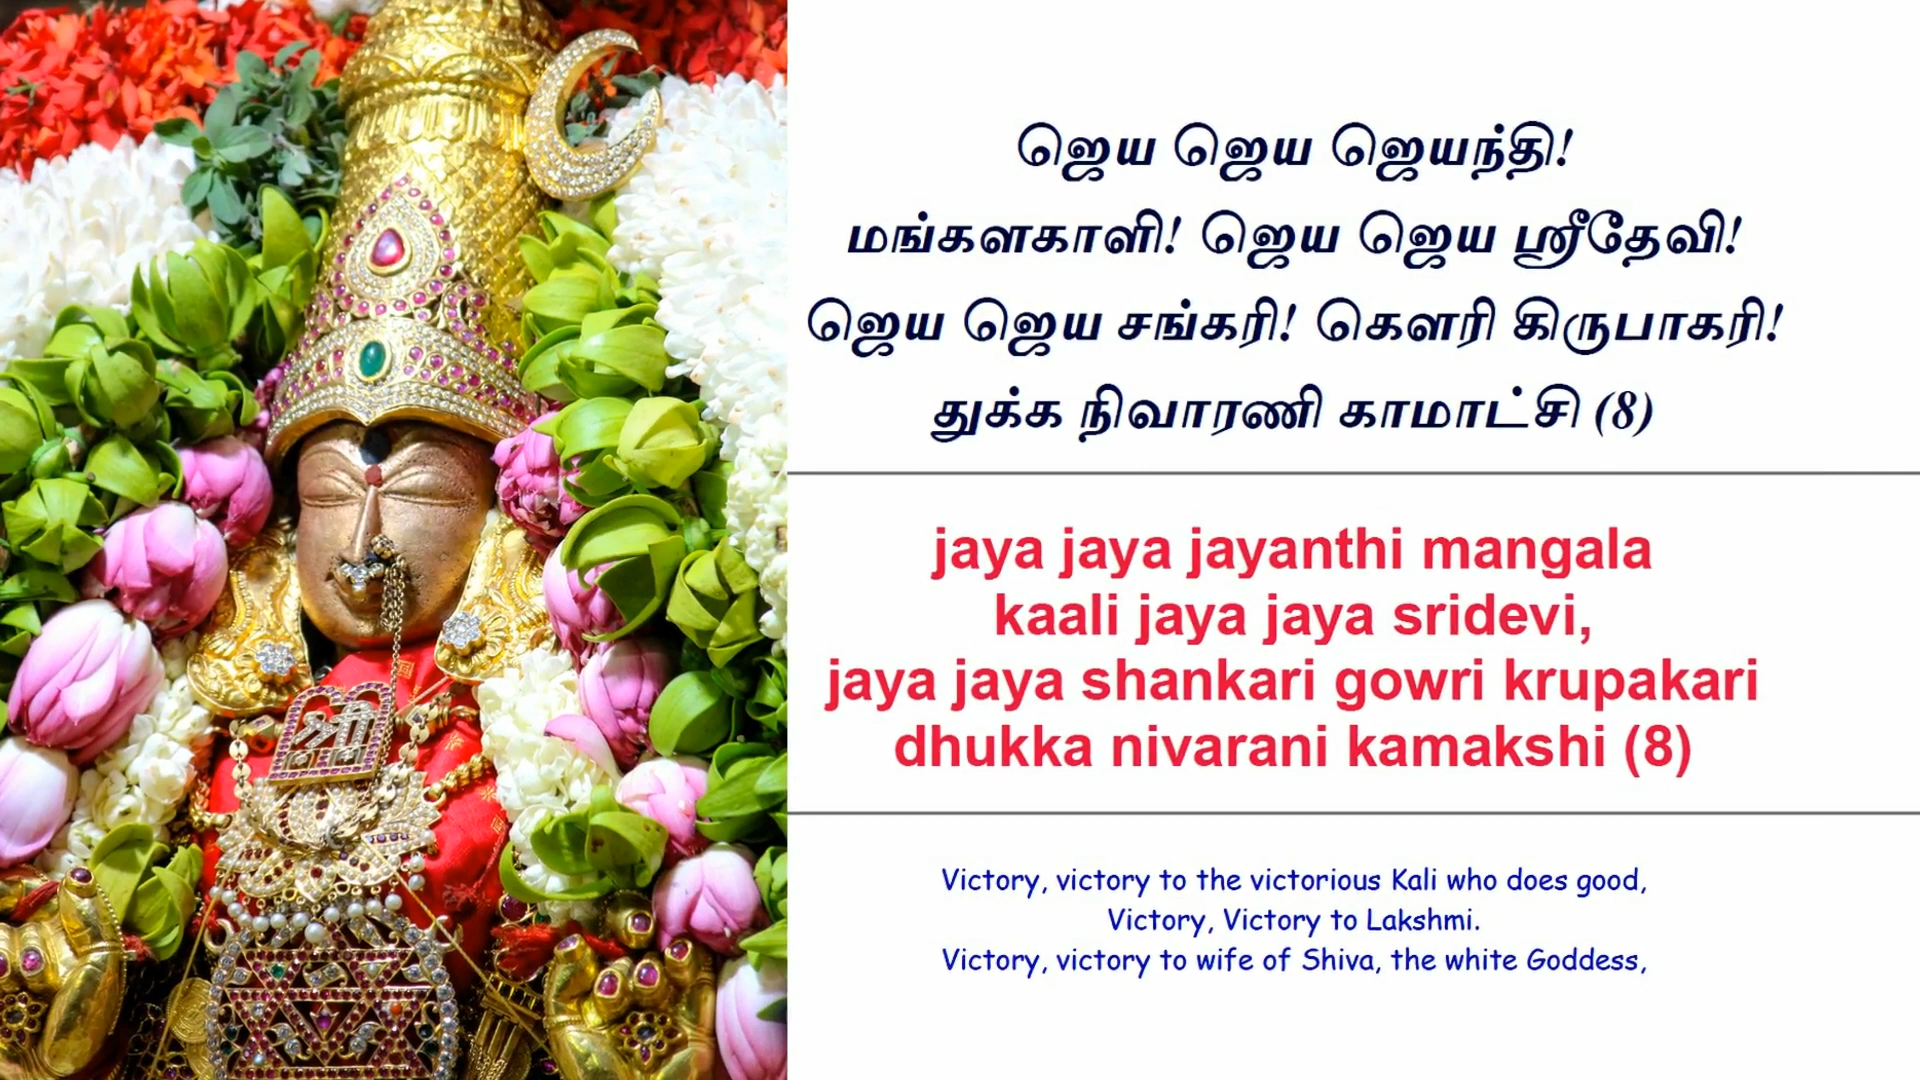 ஜெய ஜெய ஜெயந்தி!
மங்களகாளி! ஜெய ஜெய ஸ்ரீதேவி!
ஜெய ஜெய சங்கரி! கௌரி கிருபாகரி!
துக்க நிவாரணி காமாட்சி (8)
jaya jaya jayanthi mangala
kaali jaya jaya sridevi,
jaya jaya shankari gowri krupakari
dhukka nivarani kamakshi (8)
Victory, victory to the victorious Kali who does good,
Victory, Victory to Lakshmi.
Victory, victory to wife of Shiva, the white Goddess,
ஸ்ரீ